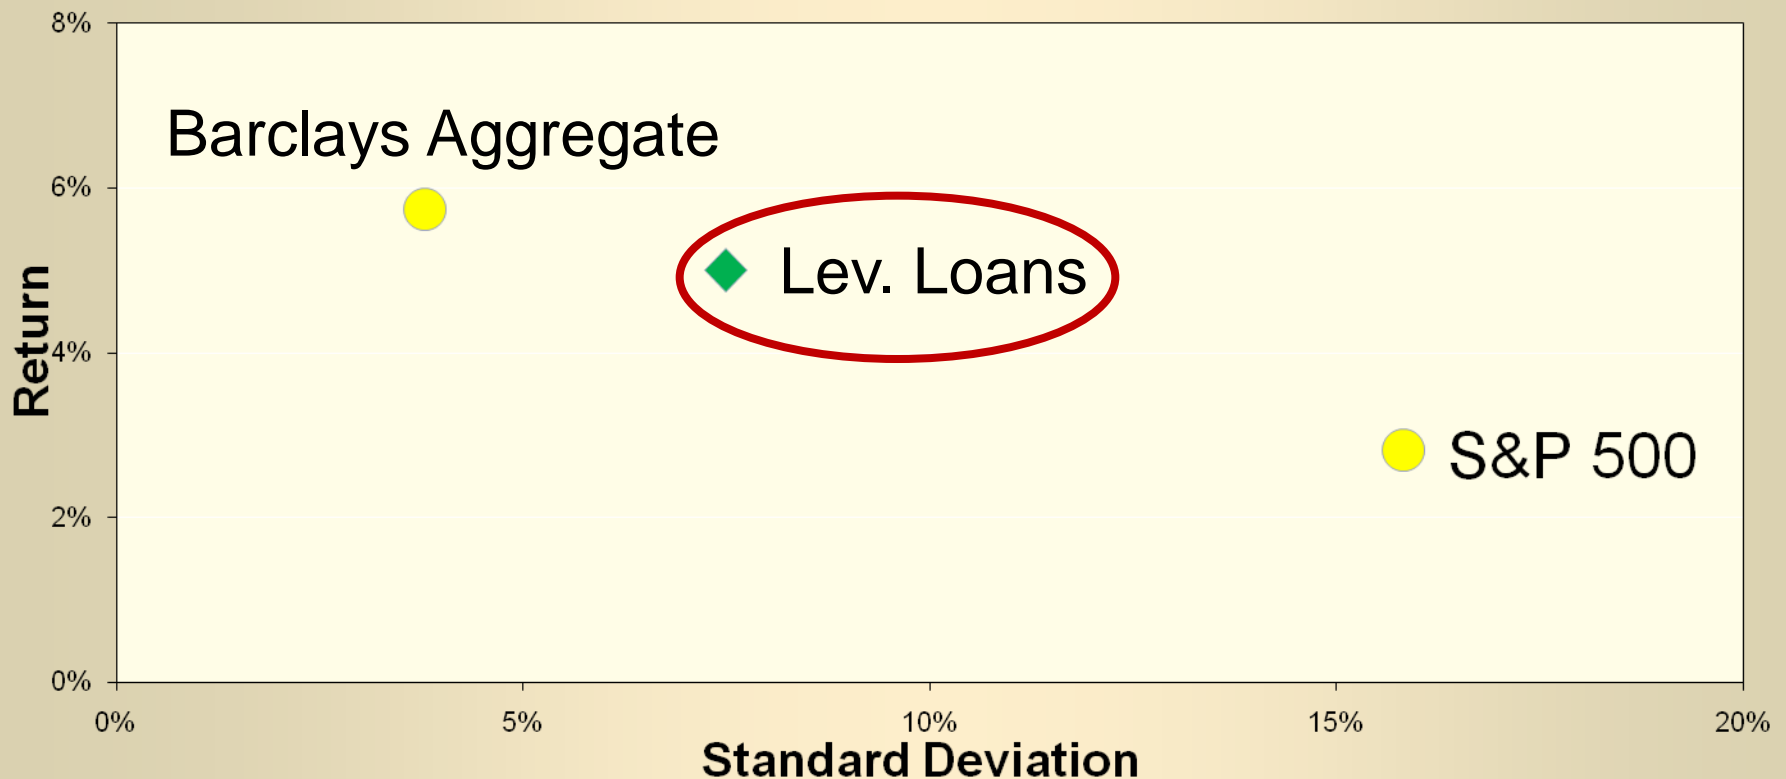 8%
Barclays Aggregate
6%
Lev. Loans
4%
Return
S&P 500
2%
0%
0% 5% 10% 15% 20%
Standard Deviation